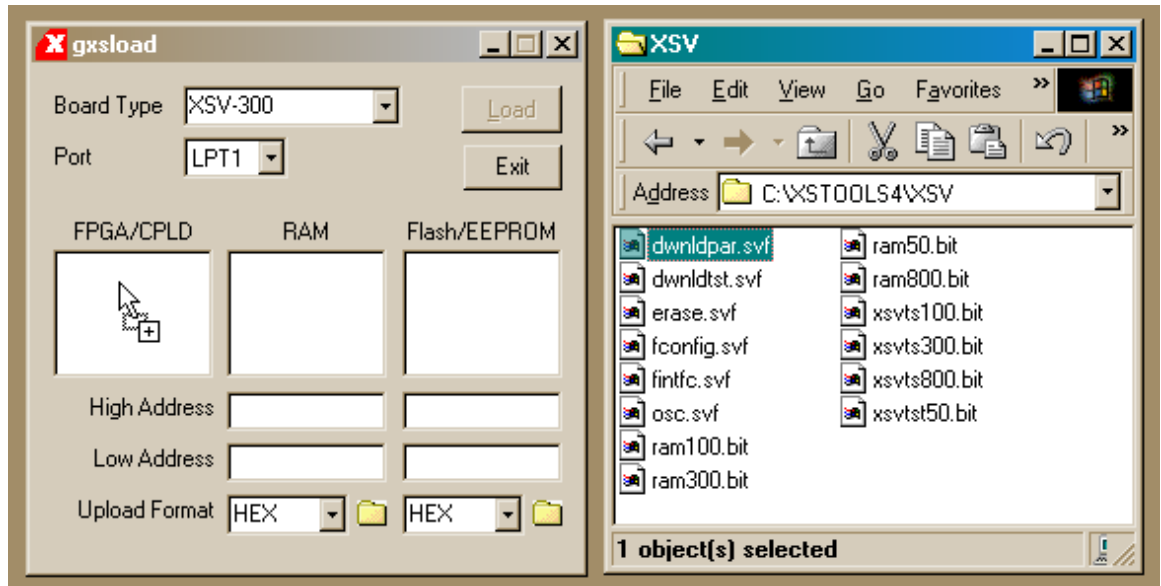 gxsload
Board Type XSV-300 Load
Port LPT1 Exit
FPGA/CPLD RAM Flash/EEPROM
High Address
Low Address
Upload Format HEX HEX
XSV
File Edit View Go Favorites »
»
Address C:\XSTOOLS4\XSV
dwnldpar.svf ram50.bit
dwnldtst.svf ram800.bit
erase.svf xsvts100.bit
fconfig.svf xsvts300.bit
fintfc.svf xsvts800.bit
osc.svf xsvtst50.bit
ram100.bit
ram300.bit
1 object(s) selected